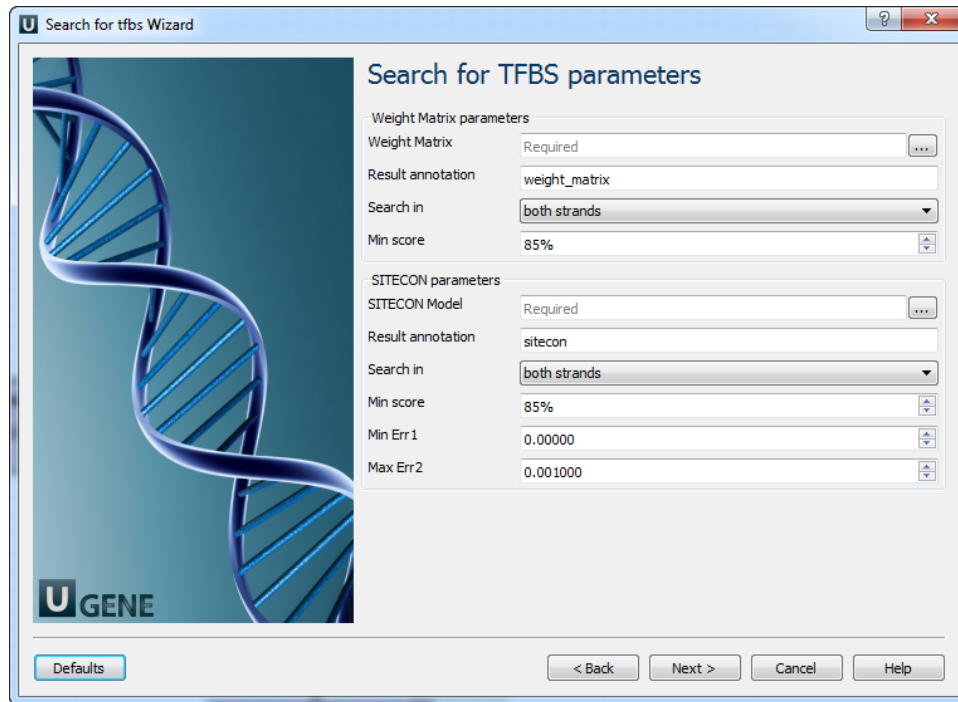 U Search for tfbs Wizard
?
Search for TFBS parameters
Weight Matrix parameters
Weight Matrix Required ...
Result annotation weight_matrix
Search in both strands
Min score 85%
SITECON parameters
SITECON Model Required ...
Result annotation sitecon
Search in both strands
Min score 85%
Min Err1 0.00000
Max Err2 0.001000
U GENE
Defaults < Back Next > Cancel Help